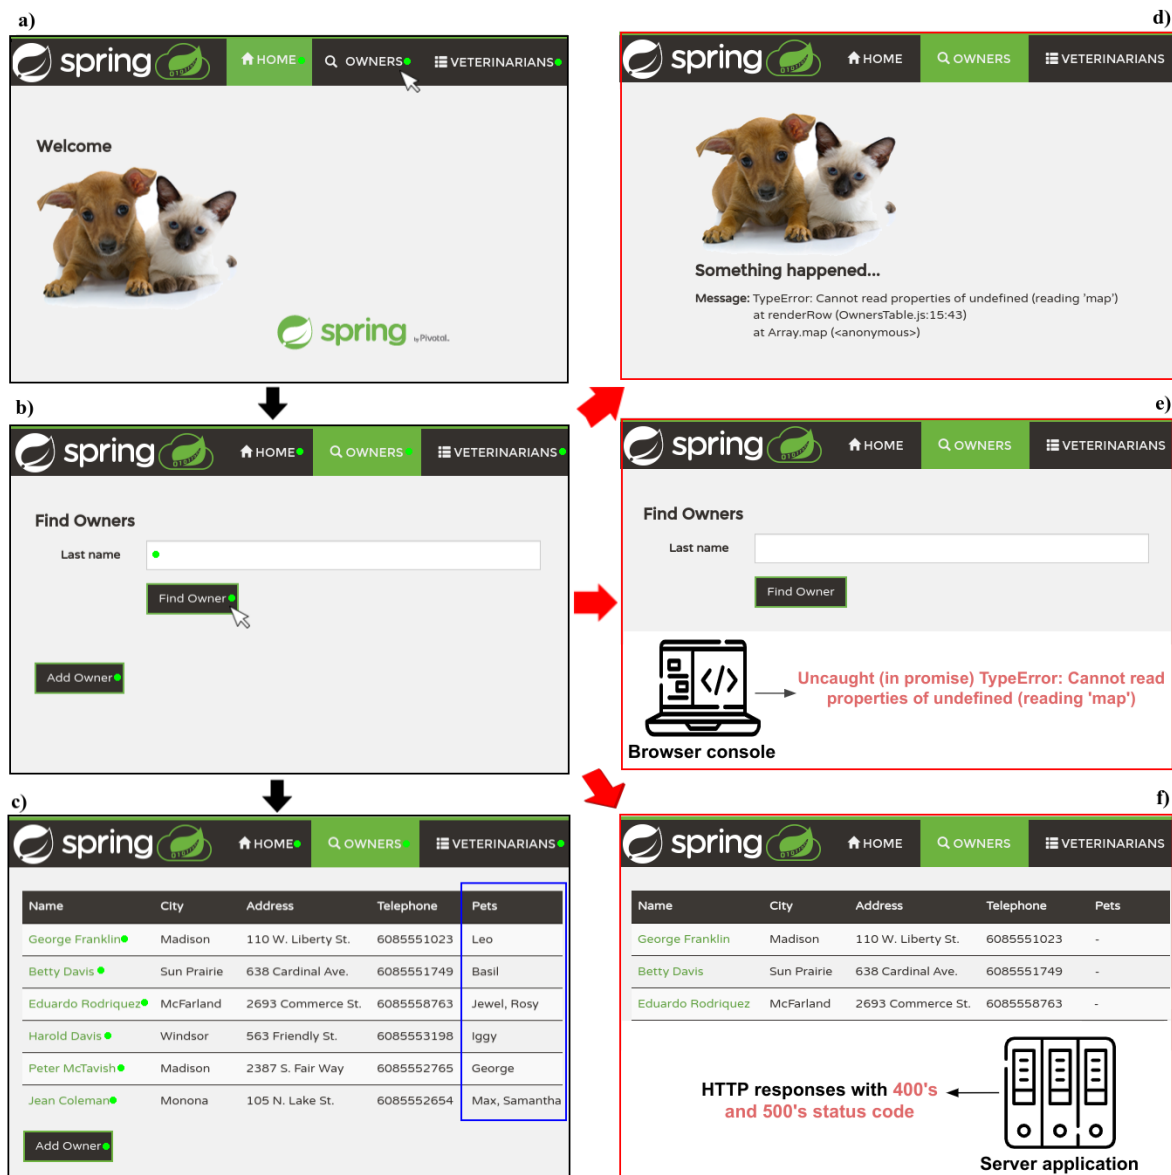 a)
spring
HOME
OWNERS
VETERINARIANS
Welcome
spring by Pivotal.
b)
spring
HOME
OWNERS
VETERINARIANS
Find Owners
Last name
Find Owner
Add Owner
c)
spring
HOME
OWNERS
VETERINARIANS
Name City Address Telephone Pets
George Franklin Madison 110 W. Liberty St. 6085551023 Leo
Betty Davis Sun Prairie 638 Cardinal Ave. 6085551749 Basil
Eduardo Rodriquez McFarland 2693 Commerce St. 6085558763 Jewel, Rosy
Harold Davis Windsor 563 Friendly St. 6085553198 Iggy
Peter McTavish Madison 2387 S. Fair Way 6085552765 George
Jean Coleman Monona 105 N. Lake St. 6085552654 Max, Samantha
Add Owner
d)
spring
HOME
OWNERS
VETERINARIANS
Something happened...
Message: TypeError: Cannot read properties of undefined (reading 'map')
at renderRow (OwnersTable.js:15:43)
at Array.map (<anonymous>)
e)
spring
HOME
OWNERS
VETERINARIANS
Find Owners
Last name
Find Owner
Uncaught (in promise) TypeError: Cannot read
properties of undefined (reading 'map')
Browser console
f)
spring
HOME
OWNERS
VETERINARIANS
Name City Address Telephone Pets
George Franklin Madison 110 W. Liberty St. 6085551023 -
Betty Davis Sun Prairie 638 Cardinal Ave. 6085551749 -
Eduardo Rodriquez McFarland 2693 Commerce St. 6085558763 -
HTTP responses with 400's
and 500's status code
Server application